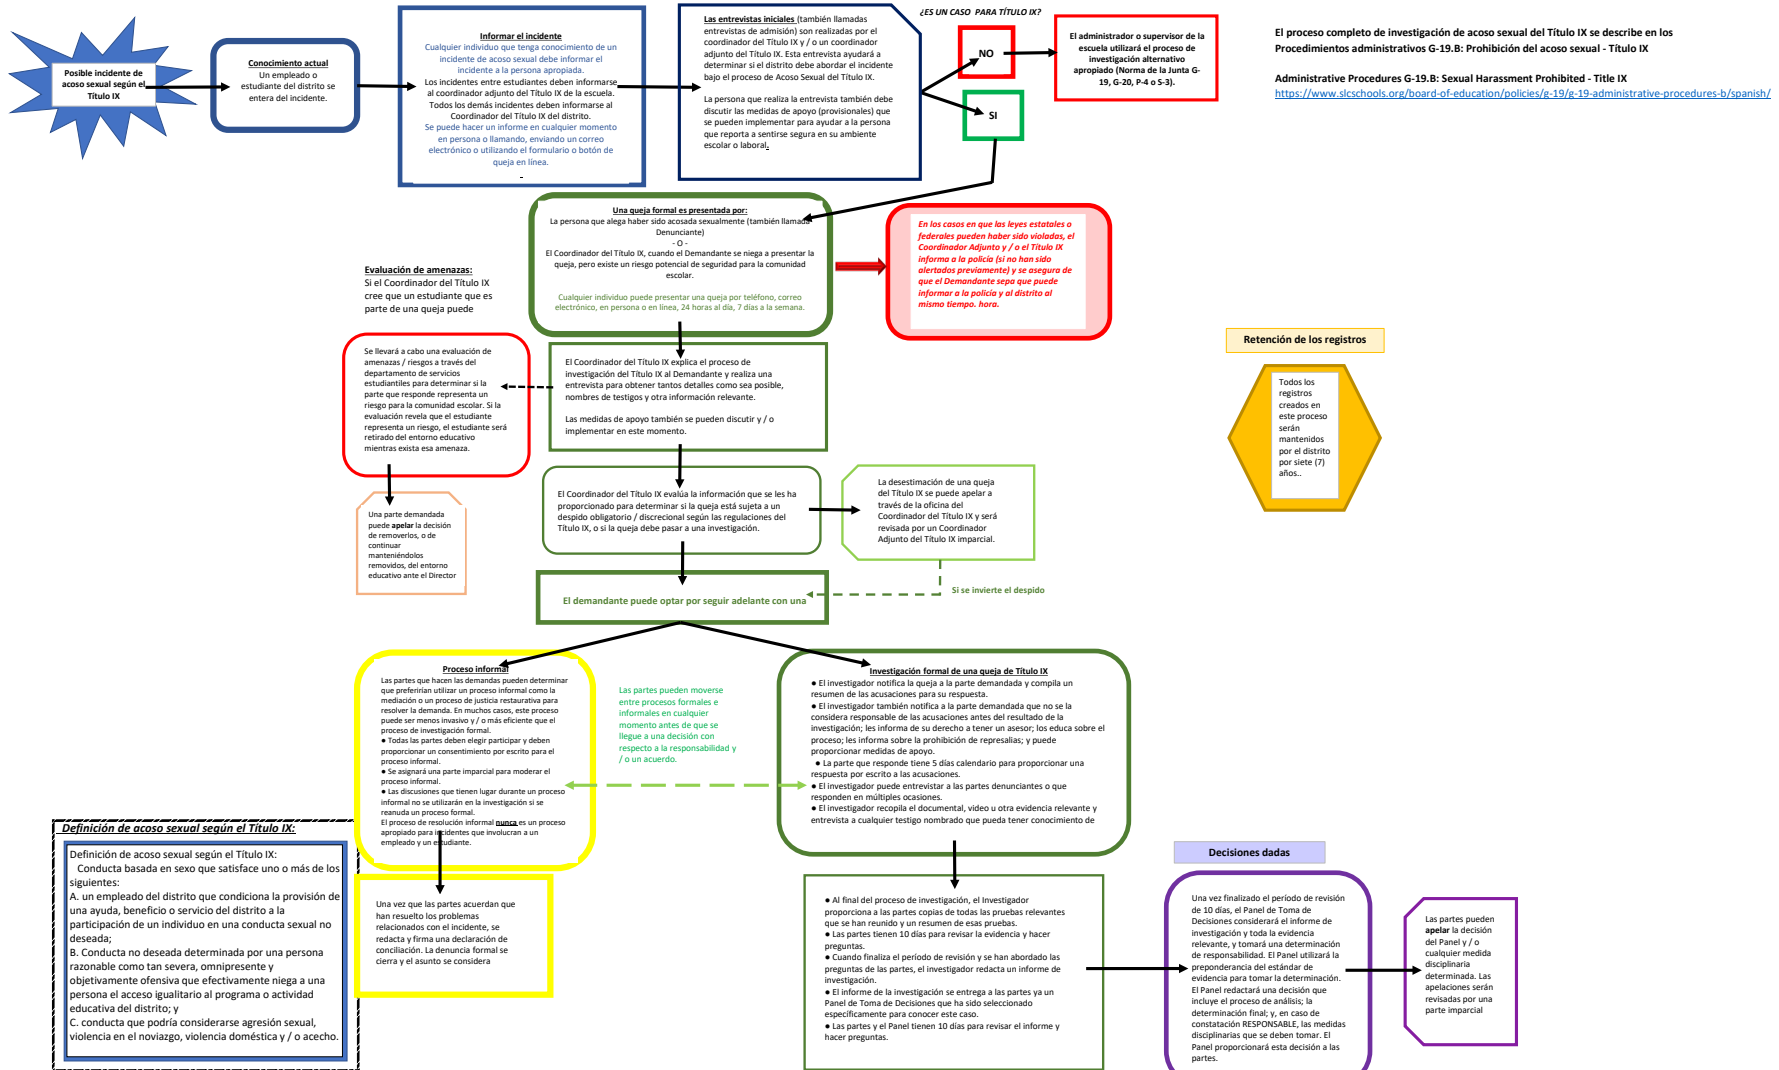 Posible incidente de
acoso sexual según el
Título IX
Conocimiento actual
Un empleado o
estudiante del distrito se
entera del incidente.
Informar el incidente
Cualquier individuo que tenga conocimiento de un
incidente de acoso sexual debe informar el
incidente a la persona apropiada.
Los incidentes entre estudiantes deben informarse
al coordinador adjunto del Título IX de la escuela.
Todos los demás incidentes deben informarse al
Coordinador del Título IX del distrito.
Se puede hacer un informe en cualquier momento
en persona o llamando, enviando un correo
electrónico o utilizando el formulario o botón de
queja en línea.
Las entrevistas iniciales (también llamadas
entrevistas de admisión) son realizadas por el
coordinador del Título IX y / o un coordinador
adjunto del Título IX. Esta entrevista ayudará a
determinar si el distrito debe abordar el incidente
bajo el proceso de Acoso Sexual del Título IX.
La persona que realiza la entrevista también debe
discutir las medidas de apoyo (provisionales) que
se pueden implementar para ayudar a la persona
que reporta a sentirse segura en su ambiente
escolar o laboral.
¿ES UN CASO PARA TÍTULO IX?
NO
SI
El administrador o supervisor de la
escuela utilizará el proceso de
investigación alternativo
apropiado (Norma de la Junta G-
19, G-20, P-4 o S-3).
El proceso completo de investigación de acoso sexual del Título IX se describe en los
Procedimientos administrativos G-19.B: Prohibición del acoso sexual - Título IX
Administrative Procedures G-19.B: Sexual Harassment Prohibited - Title IX
https://www.slcschools.org/board-of-education/policies/g-19/g-19-administrative-procedures-b/spanish/
Una queja formal es presentada por:
La persona que alega haber sido acosada sexualmente (también llamada
Denunciante)
- O -
El Coordinador del Título IX, cuando el Demandante se niega a presentar la
queja, pero existe un riesgo potencial de seguridad para la comunidad
escolar.
Cualquier individuo puede presentar una queja por teléfono, correo
electrónico, en persona o en línea, 24 horas al día, 7 días a la semana.
En los casos en que las leyes estatales o
federales pueden haber sido violadas, el
Coordinador Adjunto y / o el Título IX
informa a la policía (si no han sido
alertados previamente) y se asegura de
que el Demandante sepa que puede
informar a la policía y al distrito al
mismo tiempo. hora.
Evaluación de amenazas:
Si el Coordinador del Título IX
cree que un estudiante que es
parte de una queja puede
Se llevará a cabo una evaluación de
amenazas / riesgos a través del
departamento de servicios
estudiantiles para determinar si la
parte que responde representa un
riesgo para la comunidad escolar. Si la
evaluación revela que el estudiante
representa un riesgo, el estudiante será
retirado del entorno educativo
mientras exista esa amenaza.
El Coordinador del Título IX explica el proceso de
investigación del Título IX al Demandante y realiza una
entrevista para obtener tantos detalles como sea posible,
nombres de testigos y otra información relevante.
Las medidas de apoyo también se pueden discutir y / o
implementar en este momento.
Retención de los registros
Todos los
registros
creados en
este proceso
serán
mantenidos
por el distrito
por siete (7)
años..
Una parte demandada
puede apelar la decisión
de removerlos, o de
continuar
manteniéndolos
removidos, del entorno
educativo ante el Director
El Coordinador del Título IX evalúa la información que se les ha
proporcionado para determinar si la queja está sujeta a un
despido obligatorio / discrecional según las regulaciones del
Título IX, o si la queja debe pasar a una investigación.
La desestimación de una queja
del Título IX se puede apelar a
través de la oficina del
Coordinador del Título IX y será
revisada por un Coordinador
Adjunto del Título IX imparcial.
Si se invierte el despido
El demandante puede optar por seguir adelante con una
Proceso informal
Las partes que hacen las demandas pueden determinar
que preferirían utilizar un proceso informal como la
mediación o un proceso de justicia restaurativa para
resolver la demanda. En muchos casos, este proceso
puede ser menos invasivo y / o más eficiente que el
proceso de investigación formal.
● Todas las partes deben elegir participar y deben
proporcionar un consentimiento por escrito para el
proceso informal.
● Se asignará una parte imparcial para moderar el
proceso informal.
● Las discusiones que tienen lugar durante un proceso
informal no se utilizarán en la investigación si se
reanuda un proceso formal.
El proceso de resolución informal nunca es un proceso
apropiado para incidentes que involucran a un
empleado y un estudiante.
Las partes pueden moverse
entre procesos formales e
informales en cualquier
momento antes de que se
llegue a una decisión con
respecto a la responsabilidad y
/ o un acuerdo.
Investigación formal de una queja de Título IX
● El investigador notifica la queja a la parte demandada y compila un
resumen de las acusaciones para su respuesta.
● El investigador también notifica a la parte demandada que no se la
considera responsable de las acusaciones antes del resultado de la
investigación; les informa de su derecho a tener un asesor; los educa sobre el
proceso; les informa sobre la prohibición de represalias; y puede
proporcionar medidas de apoyo.
● La parte que responde tiene 5 días calendario para proporcionar una
respuesta por escrito a las acusaciones.
● El investigador puede entrevistar a las partes denunciantes o que
responden en múltiples ocasiones.
● El investigador recopila el documental, video u otra evidencia relevante y
entrevista a cualquier testigo nombrado que pueda tener conocimiento de
Definición de acoso sexual según el Título IX:
Definición de acoso sexual según el Título IX:
Conducta basada en sexo que satisface uno o más de los
siguientes:
A. un empleado del distrito que condiciona la provisión de
una ayuda, beneficio o servicio del distrito a la
participación de un individuo en una conducta sexual no
deseada;
B. Conducta no deseada determinada por una persona
razonable como tan severa, omnipresente y
objetivamente ofensiva que efectivamente niega a una
persona el acceso igualitario al programa o actividad
educativa del distrito; y
C. conducta que podría considerarse agresión sexual,
violencia en el noviazgo, violencia doméstica y / o acecho.
Una vez que las partes acuerdan que
han resuelto los problemas
relacionados con el incidente, se
redacta y firma una declaración de
conciliación. La denuncia formal se
cierra y el asunto se considera
● Al final del proceso de investigación, el Investigador
proporciona a las partes copias de todas las pruebas relevantes
que se han reunido y un resumen de esas pruebas.
● Las partes tienen 10 días para revisar la evidencia y hacer
preguntas.
● Cuando finaliza el período de revisión y se han abordado las
preguntas de las partes, el investigador redacta un informe de
investigación.
● El informe de la investigación se entrega a las partes ya un
Panel de Toma de Decisiones que ha sido seleccionado
específicamente para conocer este caso.
● Las partes y el Panel tienen 10 días para revisar el informe y
hacer preguntas.
Decisiones dadas
Una vez finalizado el período de revisión
de 10 días, el Panel de Toma de
Decisiones considerará el informe de
investigación y toda la evidencia
relevante, y tomará una determinación
de responsabilidad. El Panel utilizará la
preponderancia del estándar de
evidencia para tomar la determinación.
El Panel redactará una decisión que
incluye el proceso de análisis; la
determinación final; y, en caso de
constatación RESPONSABLE, las medidas
disciplinarias que se deben tomar. El
Panel proporcionará esta decisión a las
partes.
Las partes pueden
apelar la decisión
del Panel y / o
cualquier medida
disciplinaria
determinada. Las
apelaciones serán
revisadas por una
parte imparcial